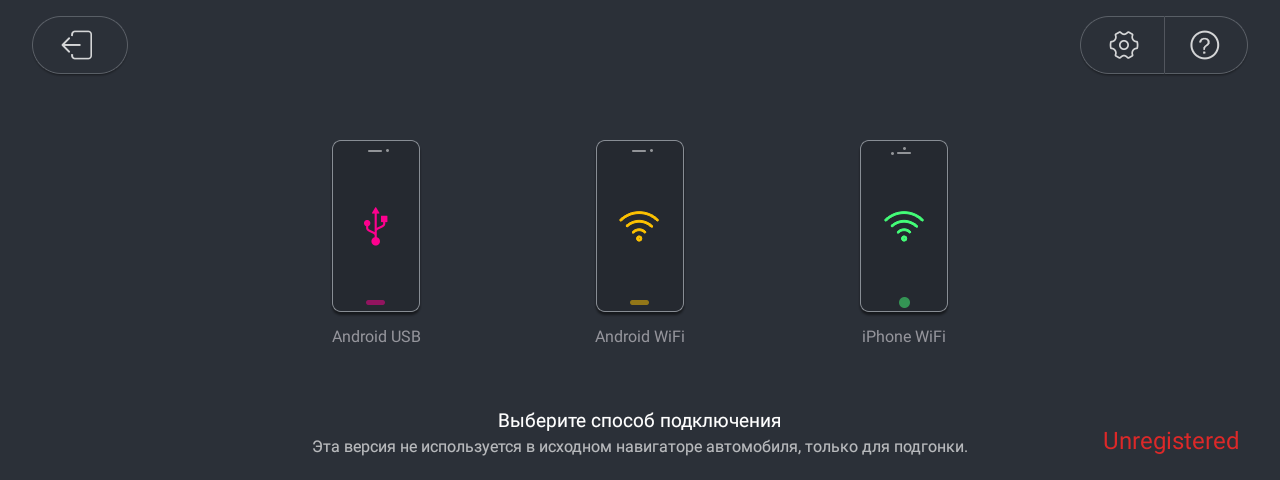 Android USB
Android WiFi
iPhone WiFi
Выберите способ подключения
Эта версия не используется в исходном навигаторе автомобиля, только для подгонки.
Unregistered